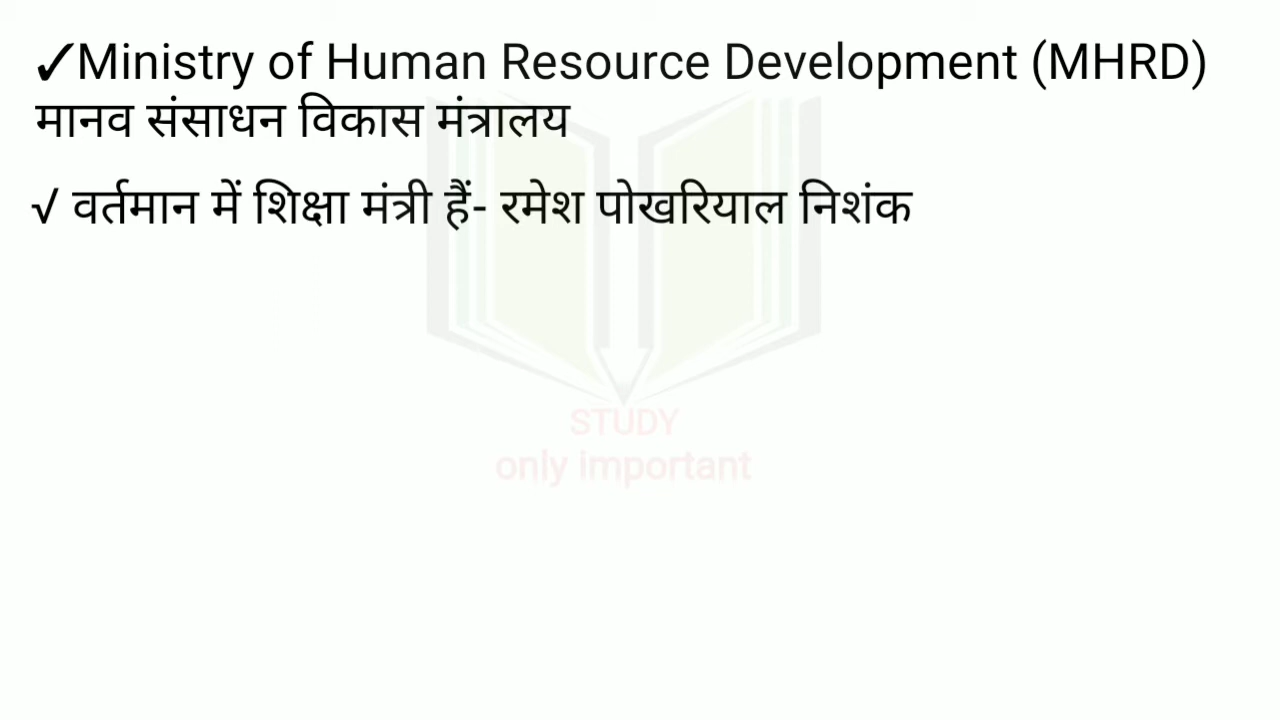 ✓Ministry of Human Resource Development (MHRD)
मानव संसाधन विकास मंत्रालय
√ वर्तमान में शिक्षा मंत्री हैं- रमेश पोखरियाल निशंक
STUDY
only important